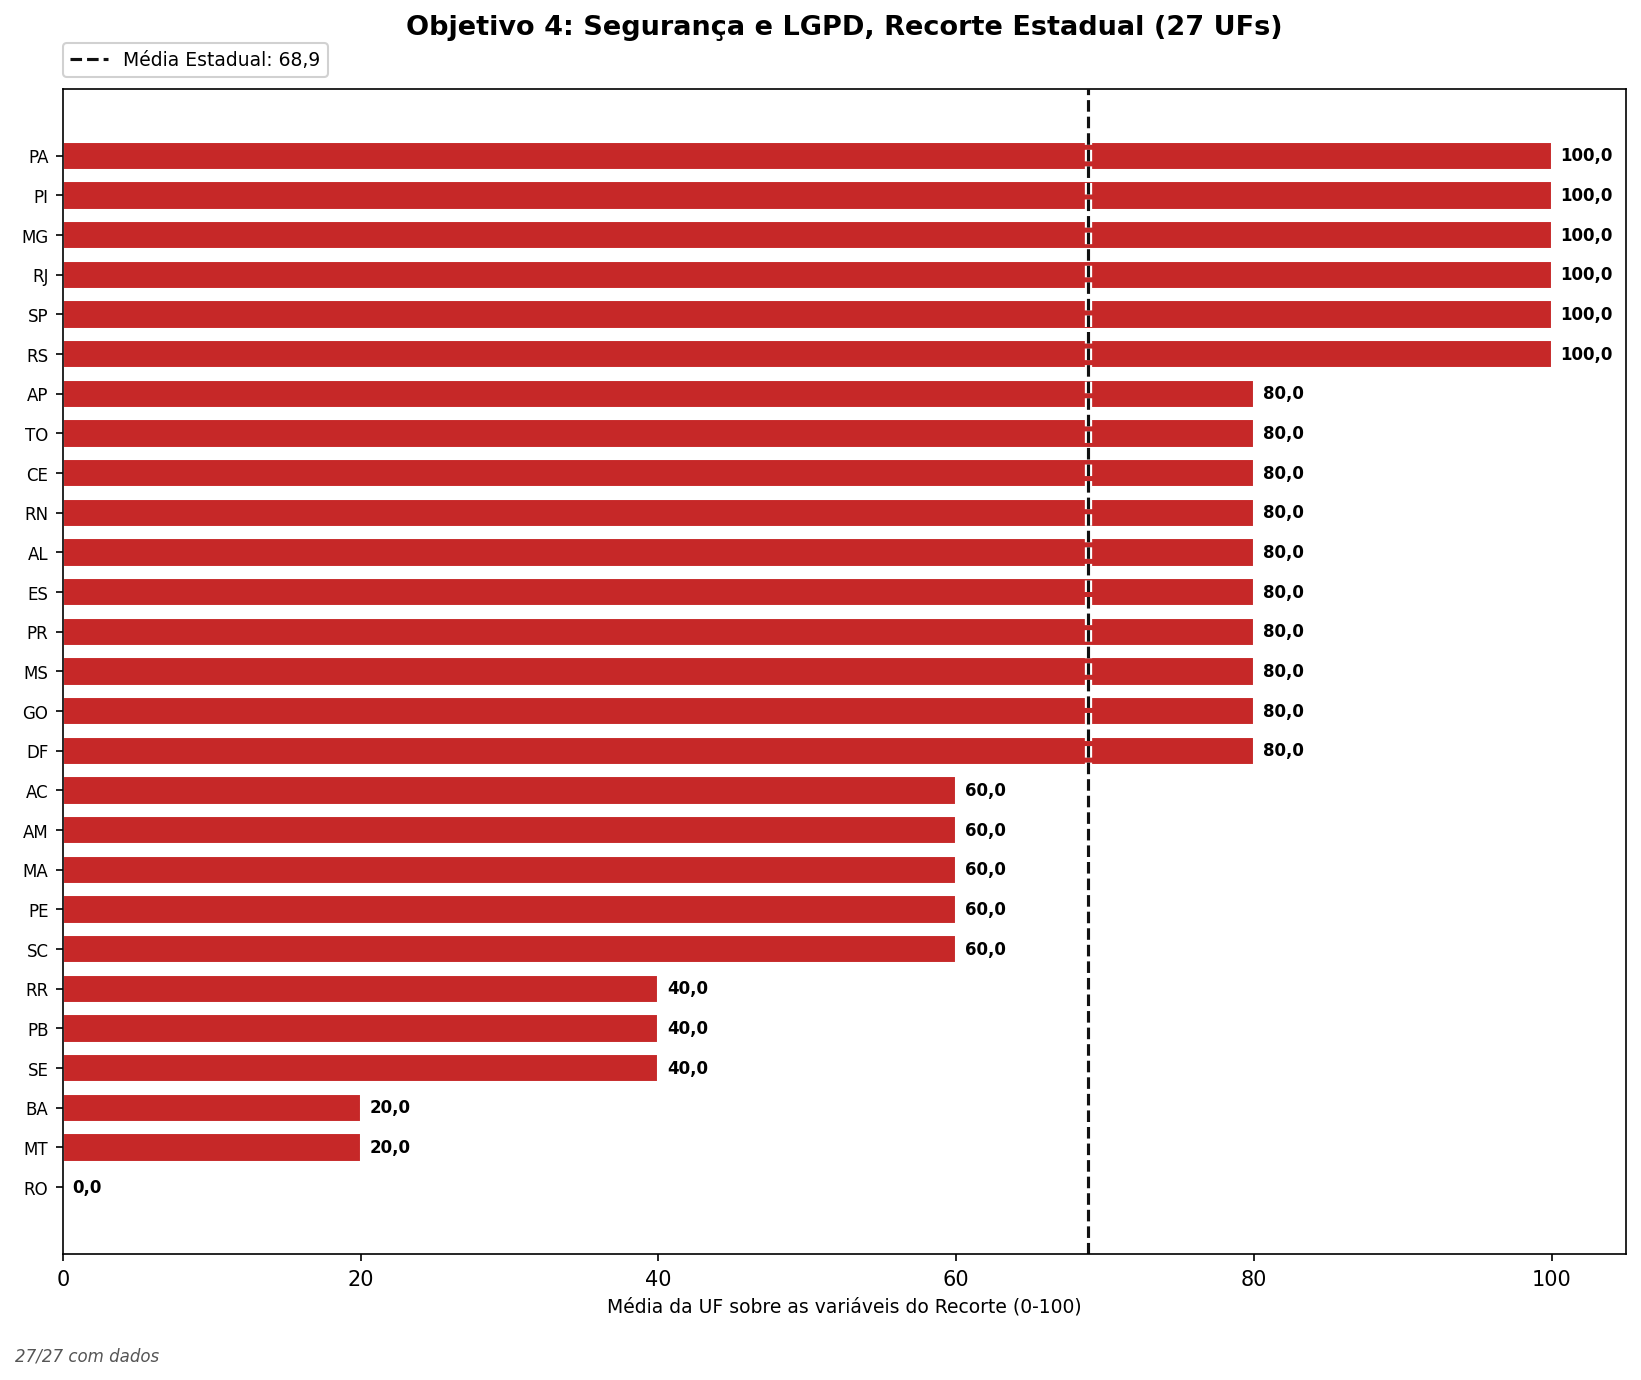 Objetivo 4: Segurança e LGPD, Recorte Estadual (27 UFs)
Média Estadual: 68,9
PA 100,0
PI 100,0
MG 100,0
RJ 100,0
SP 100,0
RS 100,0
AP 80,0
TO 80,0
CE 80,0
RN 80,0
AL 80,0
ES 80,0
PR 80,0
MS 80,0
GO 80,0
DF 80,0
AC 60,0
AM 60,0
MA 60,0
PE 60,0
SC 60,0
RR 40,0
PB 40,0
SE 40,0
BA 20,0
MT 20,0
RO 0,0
0 20 40 60 80 100
Média da UF sobre as variáveis do Recorte (0-100)
27/27 com dados